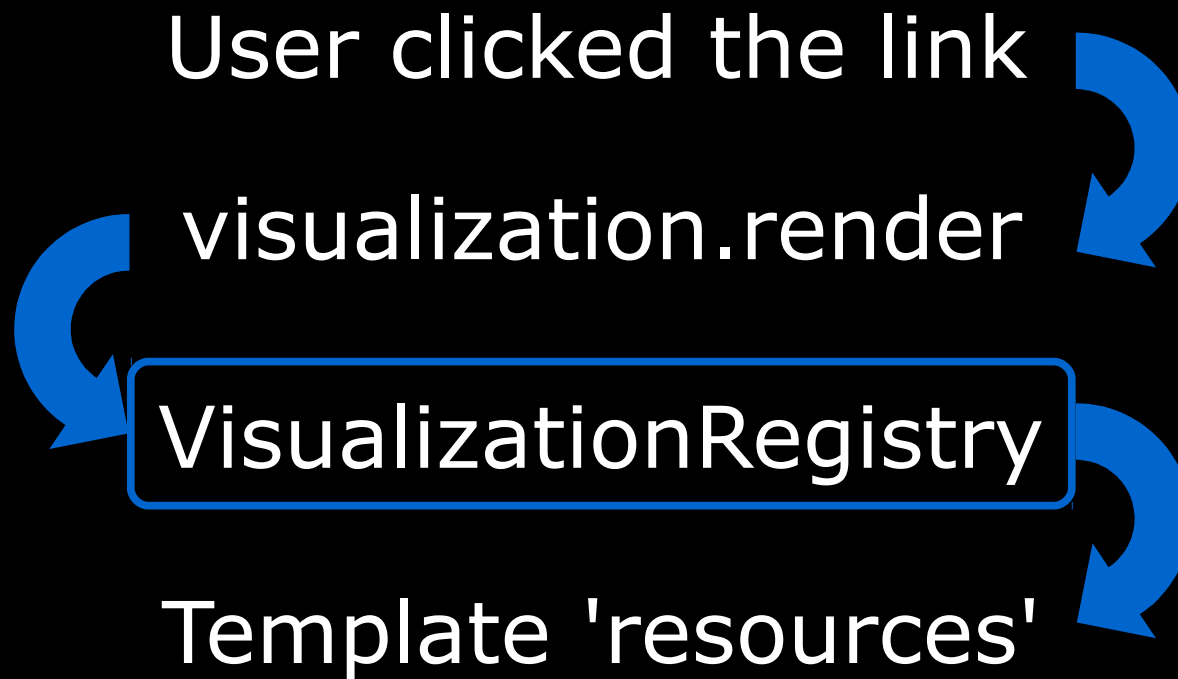 User clicked the link
visualization.render
VisualizationRegistry
Template 'resources'